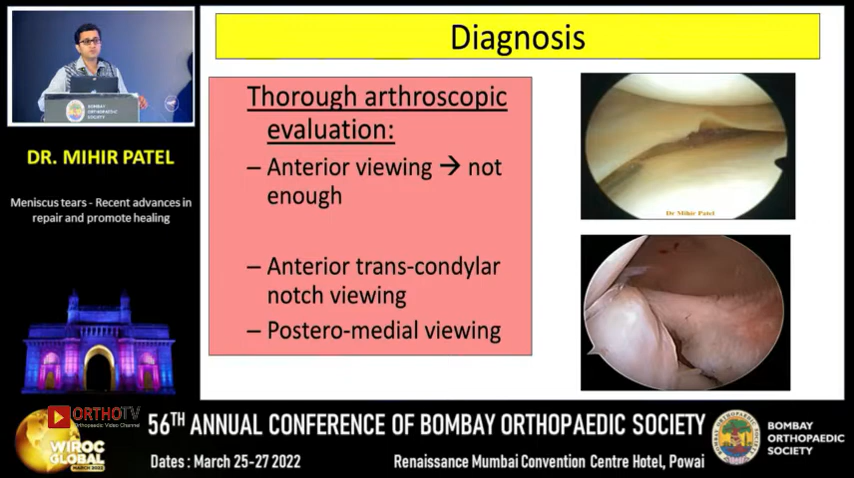 Diagnosis
BOMBAY
ORTHOPAEDIC
SOCIETY
DR. MIHIR PATEL
Meniscus tears - Recent advances in
repair and promote healing
Thorough arthroscopic
evaluation:
– Anterior viewing → not
enough
– Anterior trans-condylar
notch viewing
– Postero-medial viewing
Dr Mihir Patel
ORTHOTV
Orthopaedic Video Channel
WIROC
GLOBAL
MARCH 2022
56TH ANNUAL CONFERENCE OF BOMBAY ORTHOPAEDIC SOCIETY
Dates : March 25-27 2022
Renaissance Mumbai Convention Centre Hotel, Powai
BOMBAY
ORTHOPAEDIC
SOCIETY